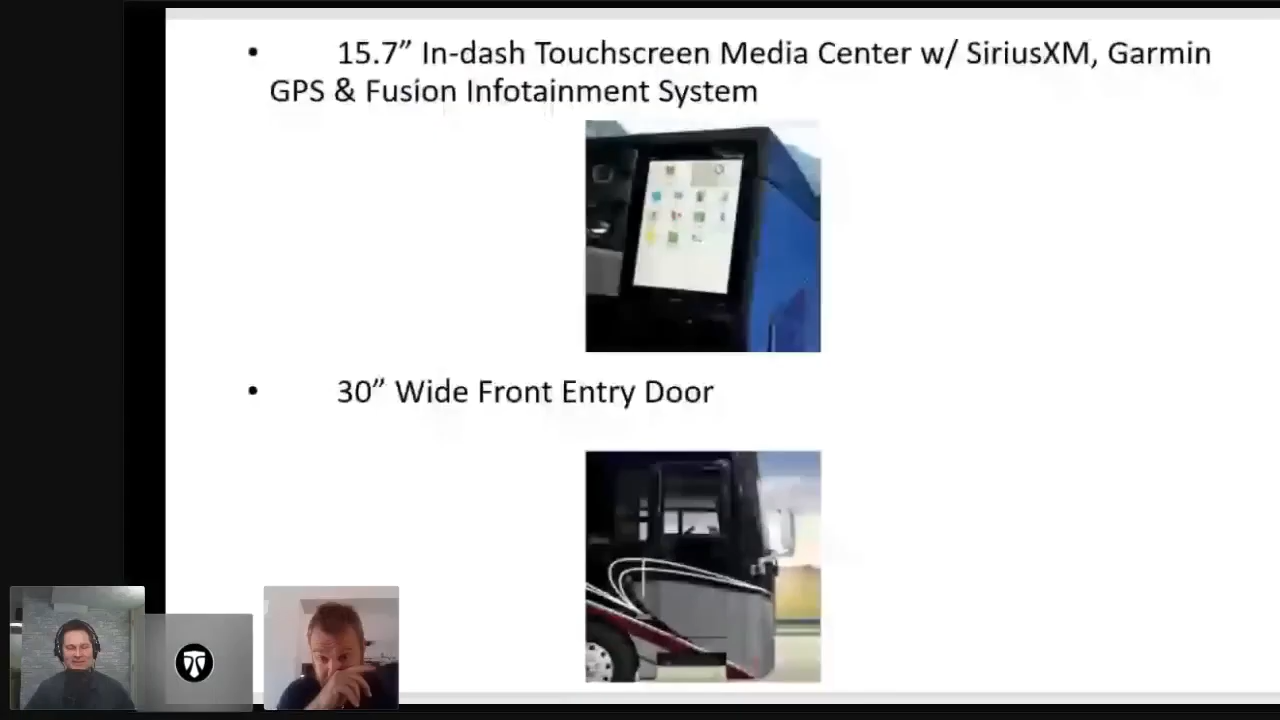 • 15.7” In-dash Touchscreen Media Center w/ SiriusXM, Garmin
GPS & Fusion Infotainment System
• 30” Wide Front Entry Door